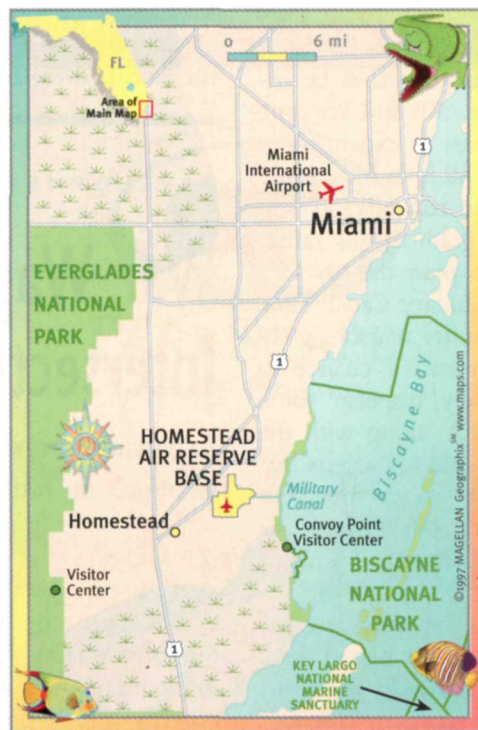 FL
Area of
Main Map
0 6 mi
1
Miami
International
Airport
Miami
EVERGLADES
NATIONAL
PARK
1
Biscayne Bay
©1997 MAGELLAN Geographix℠ www.maps.com
HOMESTEAD
AIR RESERVE
BASE
Military
Canal
Homestead
Convoy Point
Visitor Center
BISCAYNE
NATIONAL
PARK
Visitor
Center
1
KEY LARGO
NATIONAL
MARINE
SANCTUARY